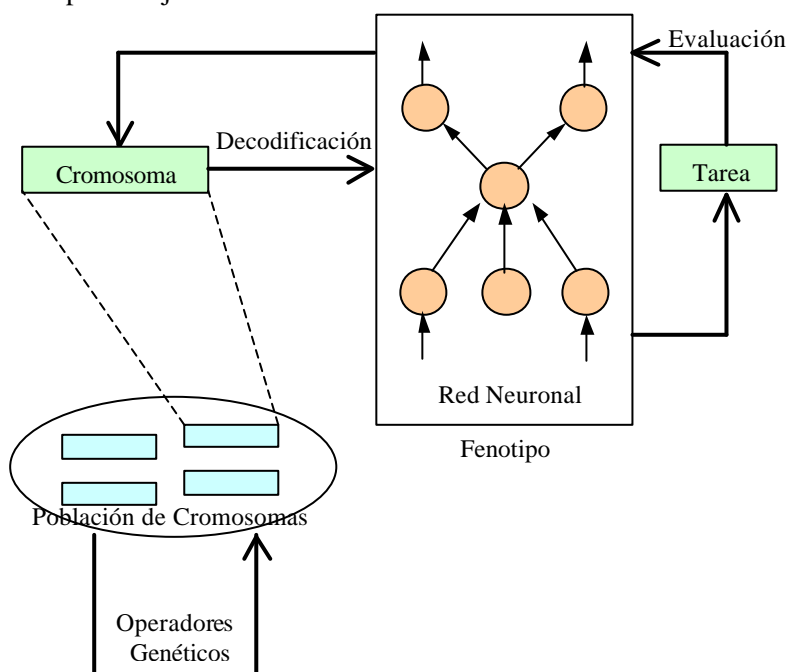 Evaluación
Decodificación
Cromosoma
Tarea
Red Neuronal
Fenotipo
Población de Cromosomas
Operadores
Genéticos